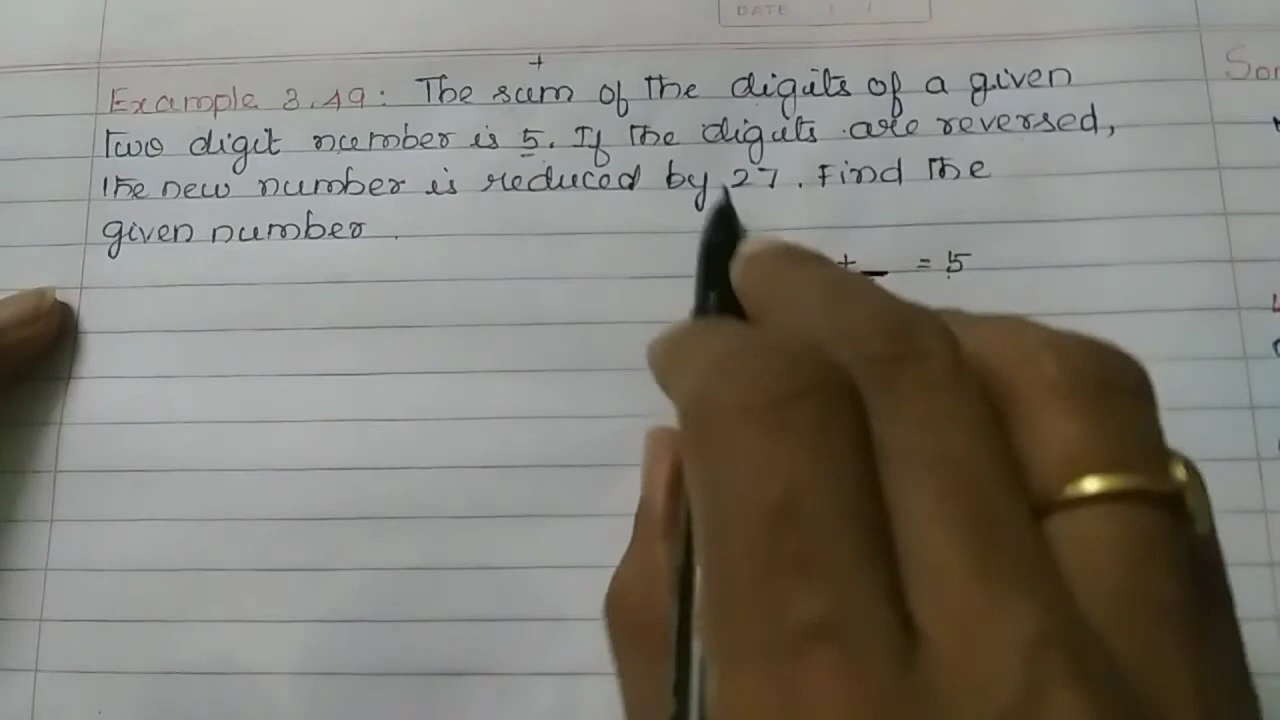 DATE
Example 3.49: The sum of the digits of a given
+
two digit number is 5. If the digits are reversed,
the new number is reduced by 27. Find the
given number.
+ _ = 5